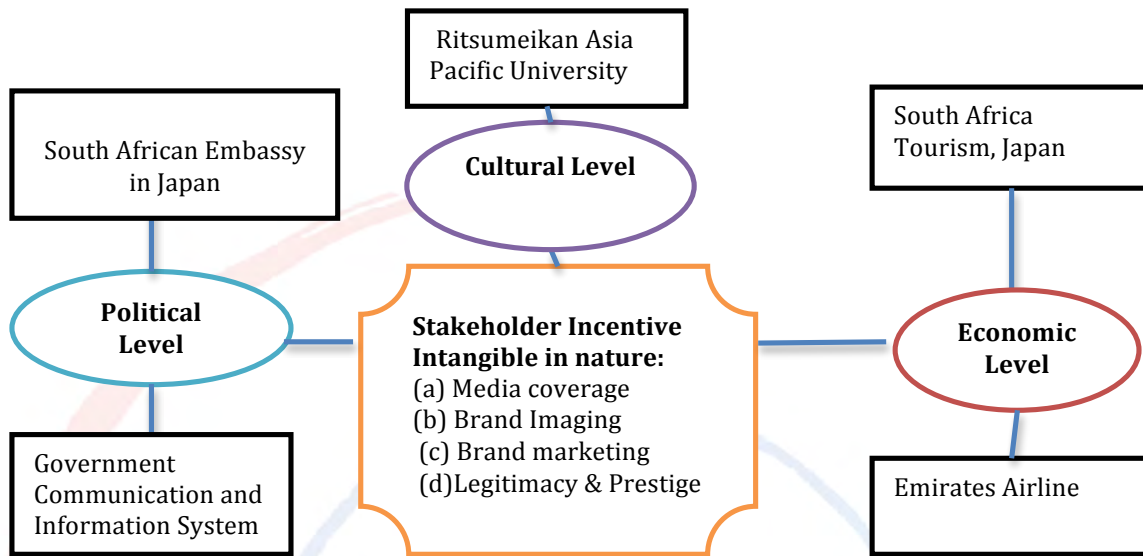 Ritsumeikan Asia
Pacific University
South African Embassy
in Japan
South Africa
Tourism, Japan
Cultural Level
Political
Level
Stakeholder Incentive
Intangible in nature:
(a) Media coverage
(b) Brand Imaging
(c) Brand marketing
(d)Legitimacy & Prestige
Economic
Level
Government
Communication and
Information System
Emirates Airline